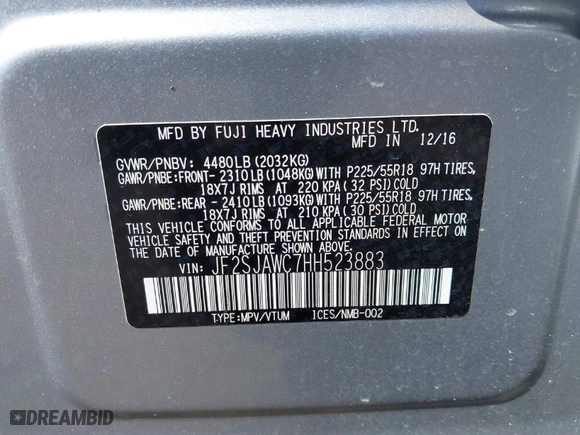 MFD BY FUJI HEAVY INDUSTRIES LTD.
MFD IN 12/16
GVWR/PNBV: 4480LB(2032KG)
GAWR/PNBE:FRONT-2310LB(1048KG)WITH P225/55R18 97H TIRES,
18X7J RIMS AT 220 KPA(32 PSI)COLD
GAWR/PNBE:REAR -2410LB(1093KG)WITH P225/55R18 97H TIRES,
18X7J RIMS AT 210 KPA(30 PSI)COLD
THIS VEHICLE CONFORMS TO ALL APPLICABLE FEDERAL MOTOR
VEHICLE SAFETY AND THEFT PREVENTION STANDARDS IN EFFECT ON
THE DATE OF MANUFACTURE SHOWN ABOVE.
VIN: JF2SJAWC7HH523883
TYPE:MPV/VTUM ICES/NMB-002
DREAMBID